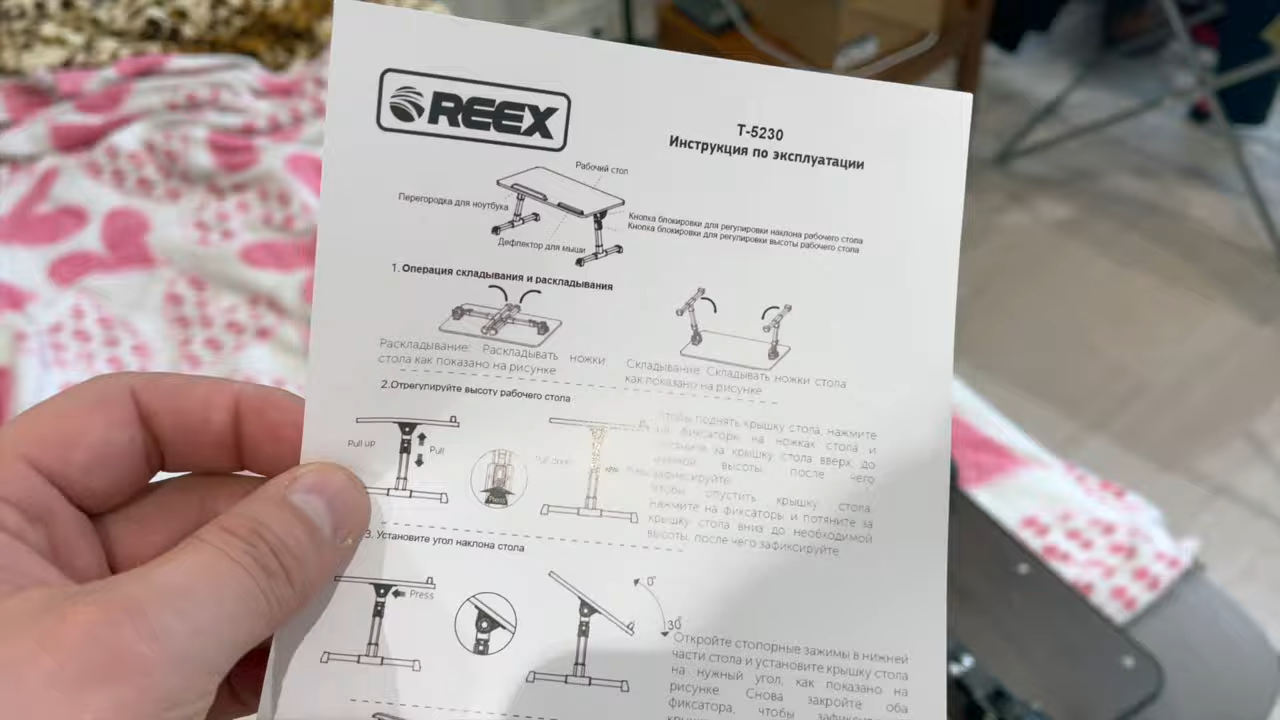 REEX
T-5230
Инструкция по эксплуатации
Рабочий стол
Перегородка для ноутбука
Кнопка блокировки для регулировки наклона рабочего стола
Кнопка блокировки для регулировки высоты рабочего стола
Дефлектор для мыши
1. Операция складывания и раскладывания
Раскладывание: Раскладывать ножки
стола как показано на рисунке
Складывание: Складывать ножки стола
как показано на рисунке
2.Отрегулируйте высоту рабочего стола
Pull up
Pull
Press
Pull down
Чтобы поднять крышку стола, нажмите
на фиксаторы на ножках стола и
потяните за крышку стола вверх до
нужной высоты, после чего
зафиксируйте
Чтобы опустить крышку стола,
нажмите на фиксаторы и потяните за
крышку стола вниз до необходимой
высоты, после чего зафиксируйте
3. Установите угол наклона стола
Press
0°
30°
Откройте стопорные зажимы в нижней
части стола и установите крышку стола
на нужный угол, как показано на
рисунке. Снова закройте оба
фиксатора, чтобы